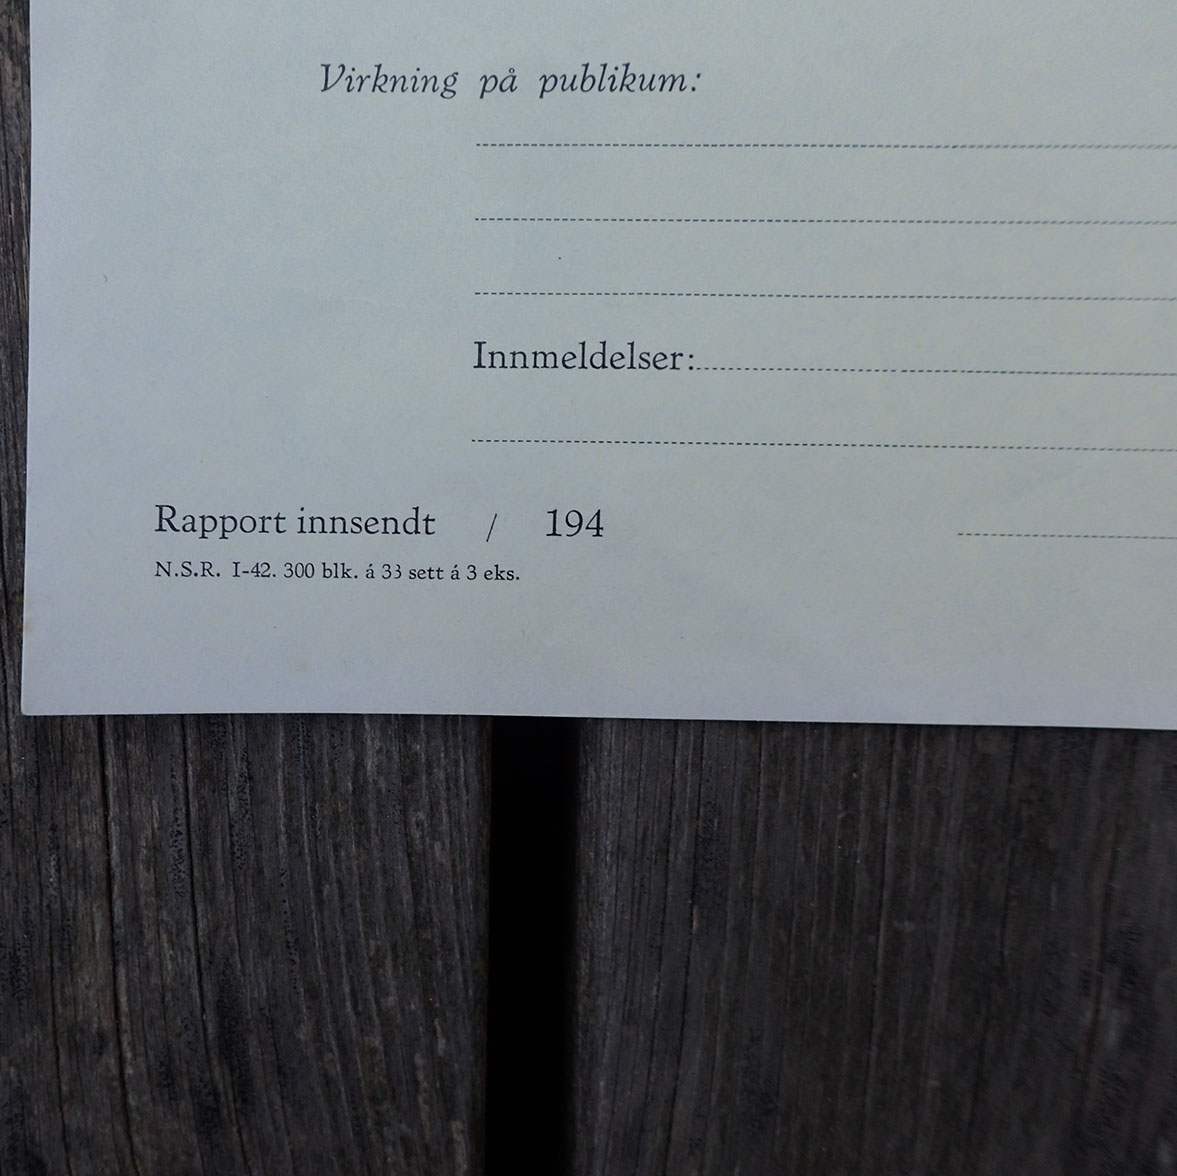 Virkning på publikum:
Innmeldelser:
Rapport innsendt / 194
N.S.R. I-42. 300 blk. á 33 sett á 3 eks.